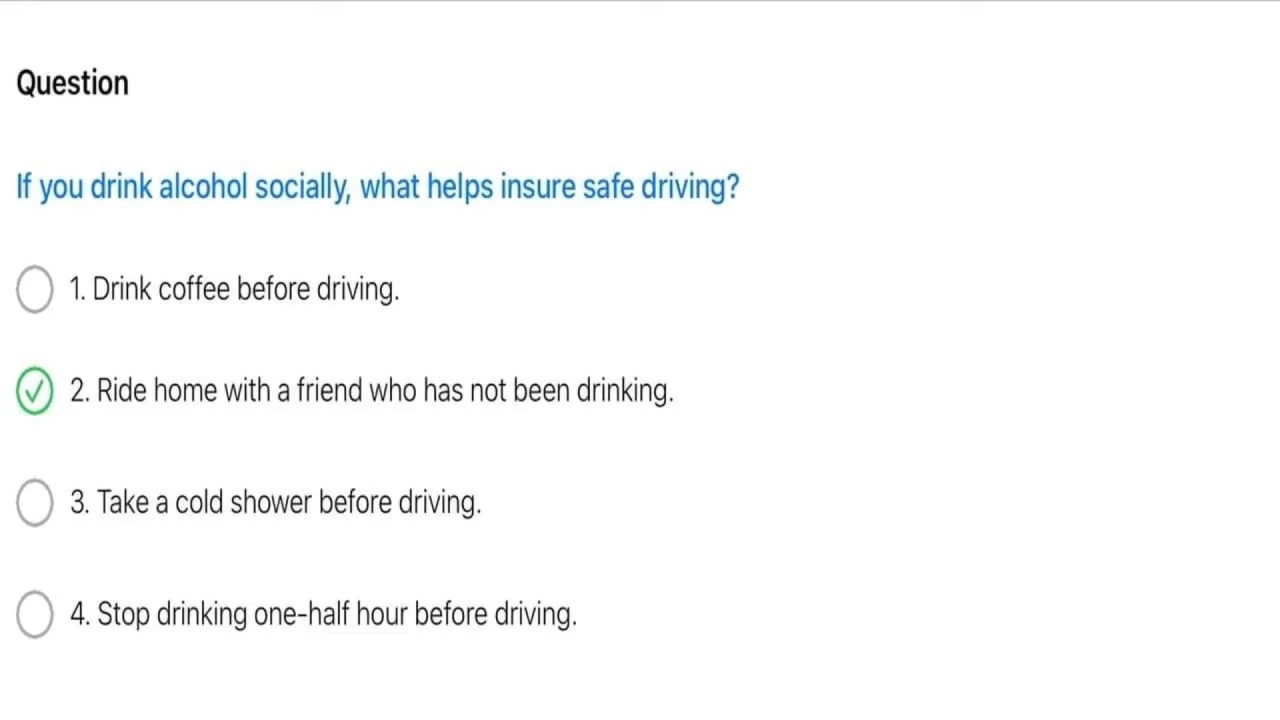 Question
If you drink alcohol socially, what helps insure safe driving?
1. Drink coffee before driving.
2. Ride home with a friend who has not been drinking.
3. Take a cold shower before driving.
4. Stop drinking one-half hour before driving.